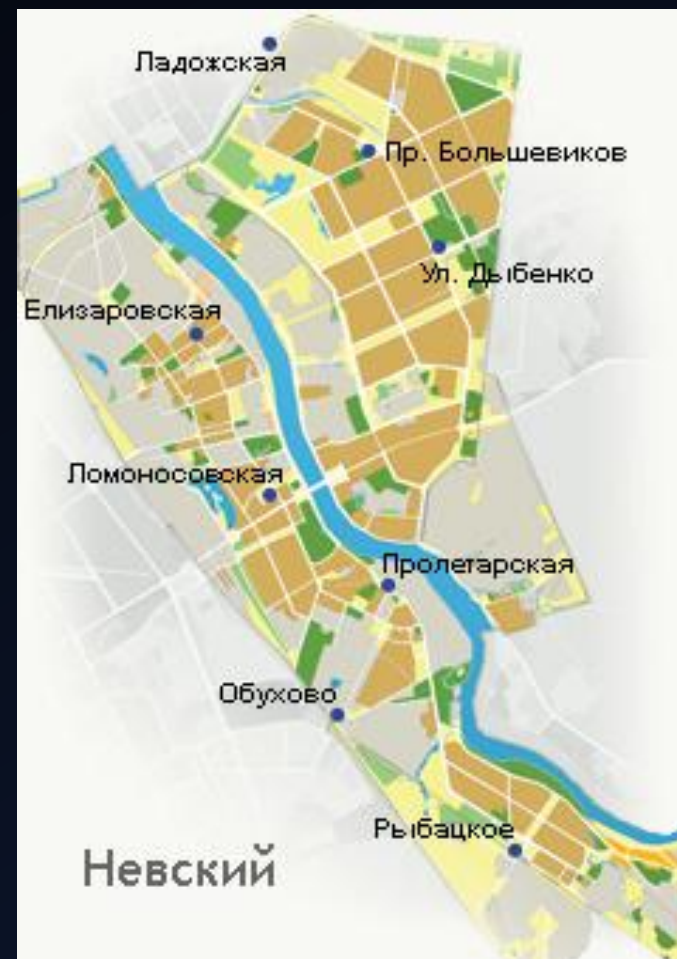 Ладожская
Пр. Большевиков
Ул. Дыбенко
Елизаровская
Ломоносовская
Пролетарская
Обухово
Рыбацкое
Невский